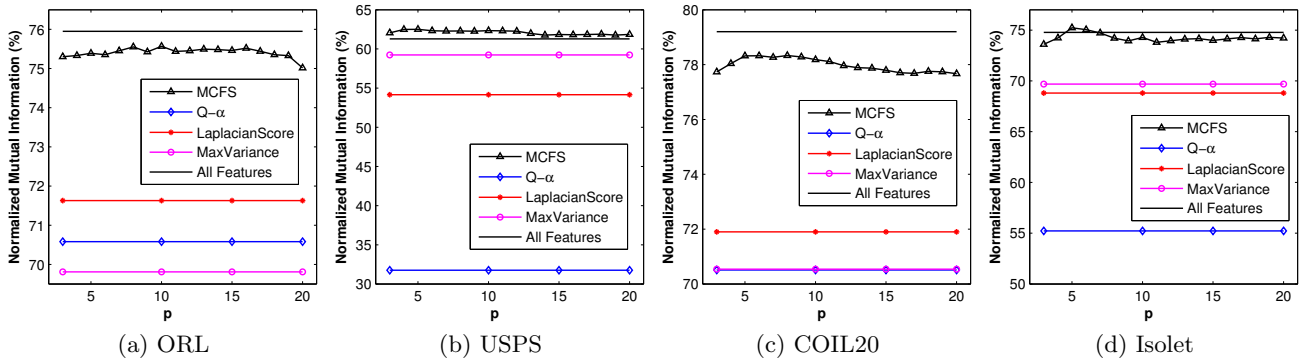 Normalized Mutual Information (%)
76
75
74
73
72
71
70
5
10
15
20
p
MCFS
Q−α
LaplacianScore
MaxVariance
All Features
(a) ORL
Normalized Mutual Information (%)
65
60
55
50
45
40
35
30
5
10
15
20
p
MCFS
Q−α
LaplacianScore
MaxVariance
All Features
(b) USPS
Normalized Mutual Information (%)
80
78
76
74
72
70
5
10
15
20
p
MCFS
Q−α
LaplacianScore
MaxVariance
All Features
(c) COIL20
Normalized Mutual Information (%)
75
70
65
60
55
50
5
10
15
20
p
MCFS
Q−α
LaplacianScore
MaxVariance
All Features
(d) Isolet